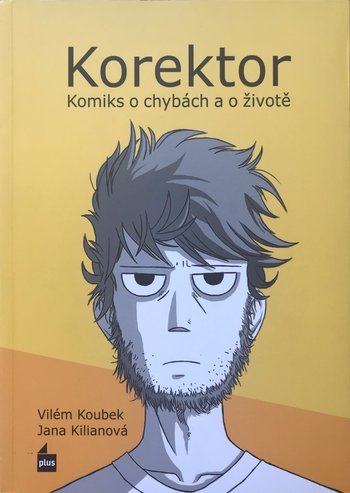 Korektor
Komiks o chybách a o životě
Vilém Koubek
Jana Kilianová
plus